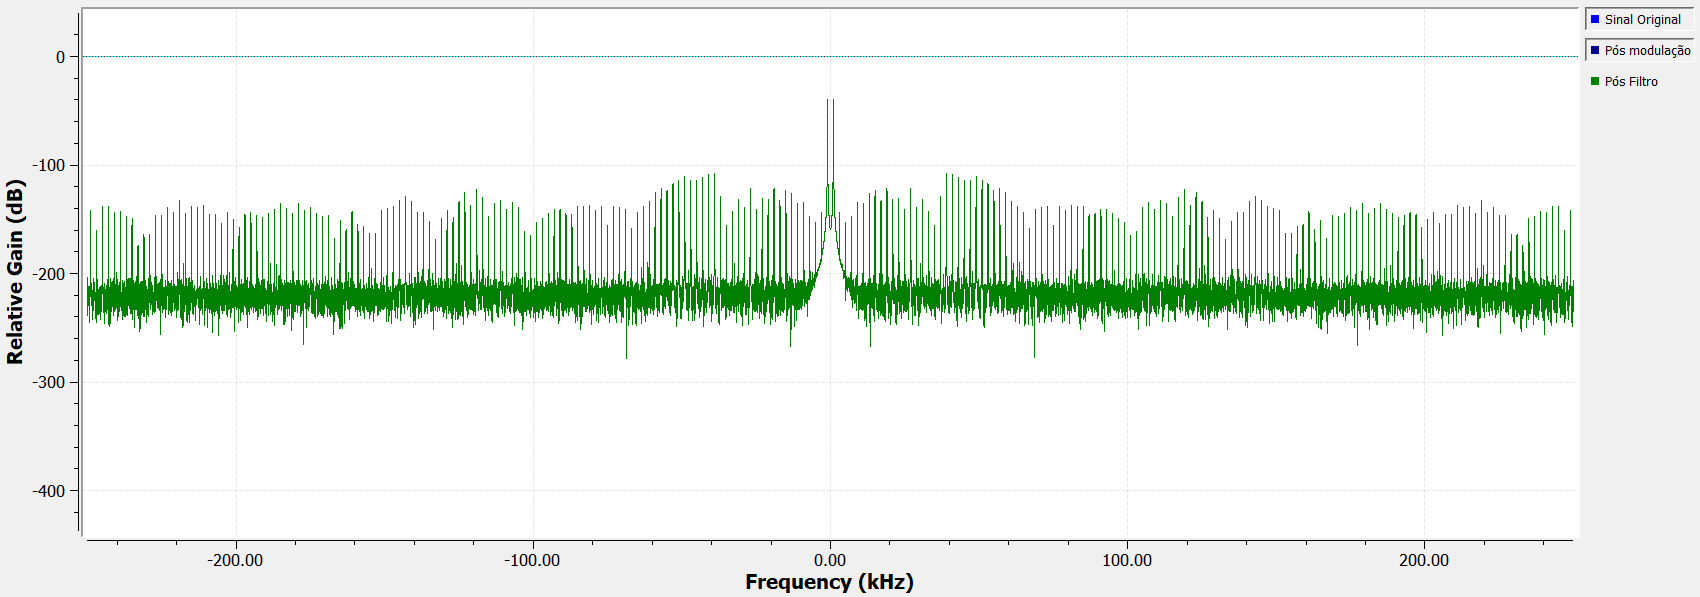 Sinal Original
Pós modulação
Pós Filtro
0
-100
-200
-300
-400
Relative Gain (dB)
-200.00 -100.00 0.00 100.00 200.00
Frequency (kHz)